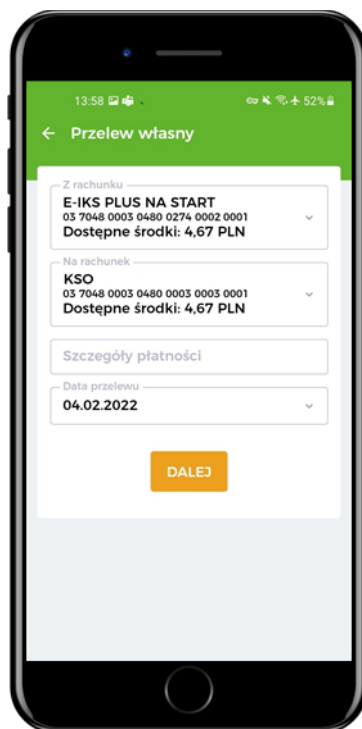 13:58 52%
Przelew własny
Z rachunku
E-IKS PLUS NA START
03 7048 0003 0480 0274 0002 0001
Dostępne środki: 4,67 PLN
Na rachunek
KSO
03 7048 0003 0480 0003 0003 0001
Dostępne środki: 4,67 PLN
Szczegóły płatności
Data przelewu
04.02.2022
DALEJ